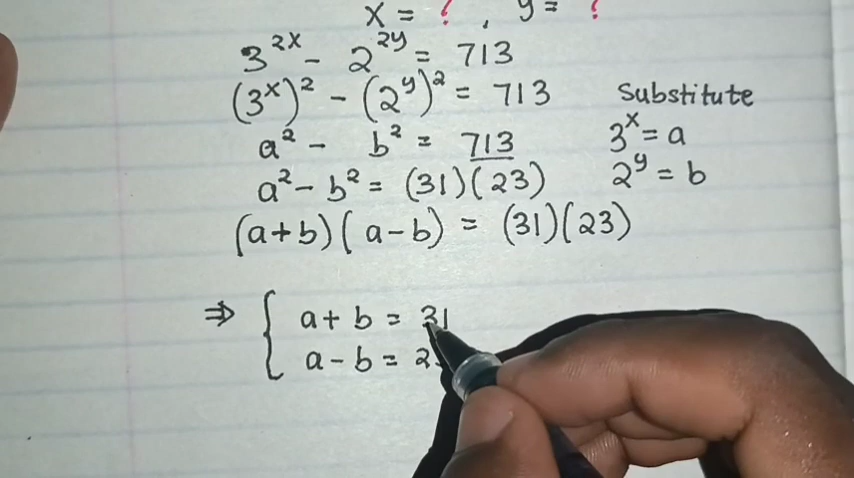 x = ? , y = ?
3^{2x} - 2^{2y} = 713
(3^x)^2 - (2^y)^2 = 713
Substitute
a^2 - b^2 = 713
3^x = a
a^2 - b^2 = (31)(23)
2^y = b
(a+b)(a-b) = (31)(23)
⇒ { a + b = 31
a - b = 2